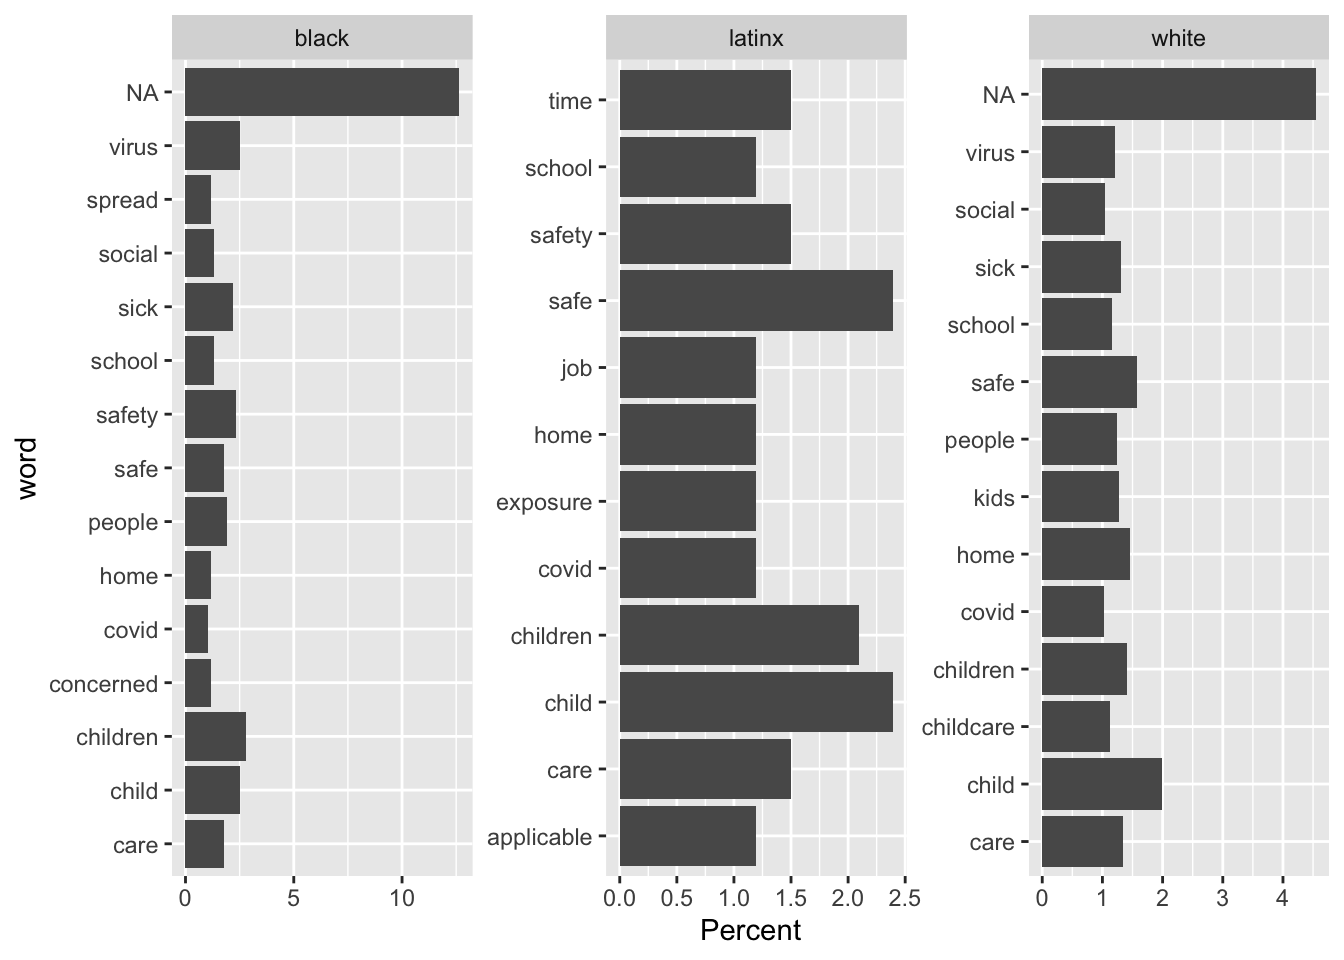 black
latinx
white
word
NA
virus
spread
social
sick
school
safety
safe
people
home
covid
concerned
children
child
care
0
5
10
time
school
safety
safe
job
home
exposure
covid
children
child
care
applicable
0.0
0.5
1.0
1.5
2.0
2.5
NA
virus
social
sick
school
safe
people
kids
home
covid
children
childcare
child
care
0
1
2
3
4
Percent